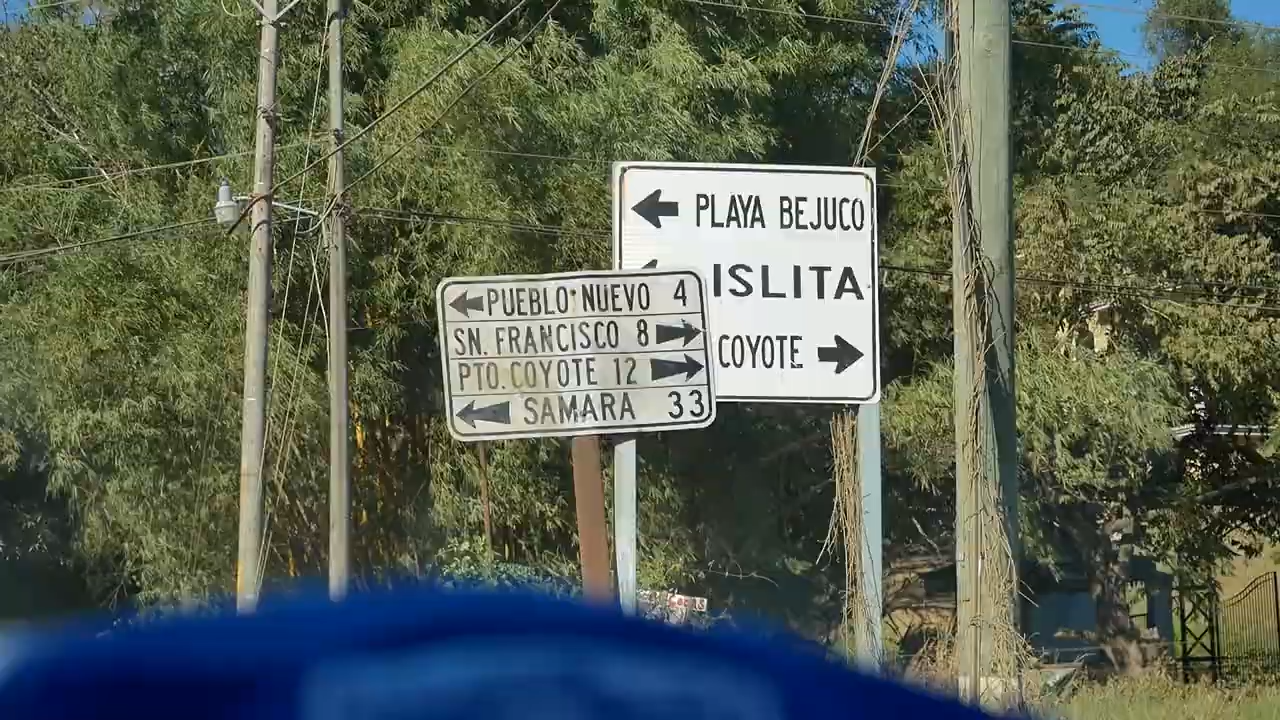 PLAYA BEJUCO
ISLITA
COYOTE
PUEBLO NUEVO 4
SN. FRANCISCO 8
PTO. COYOTE 12
SAMARA 33